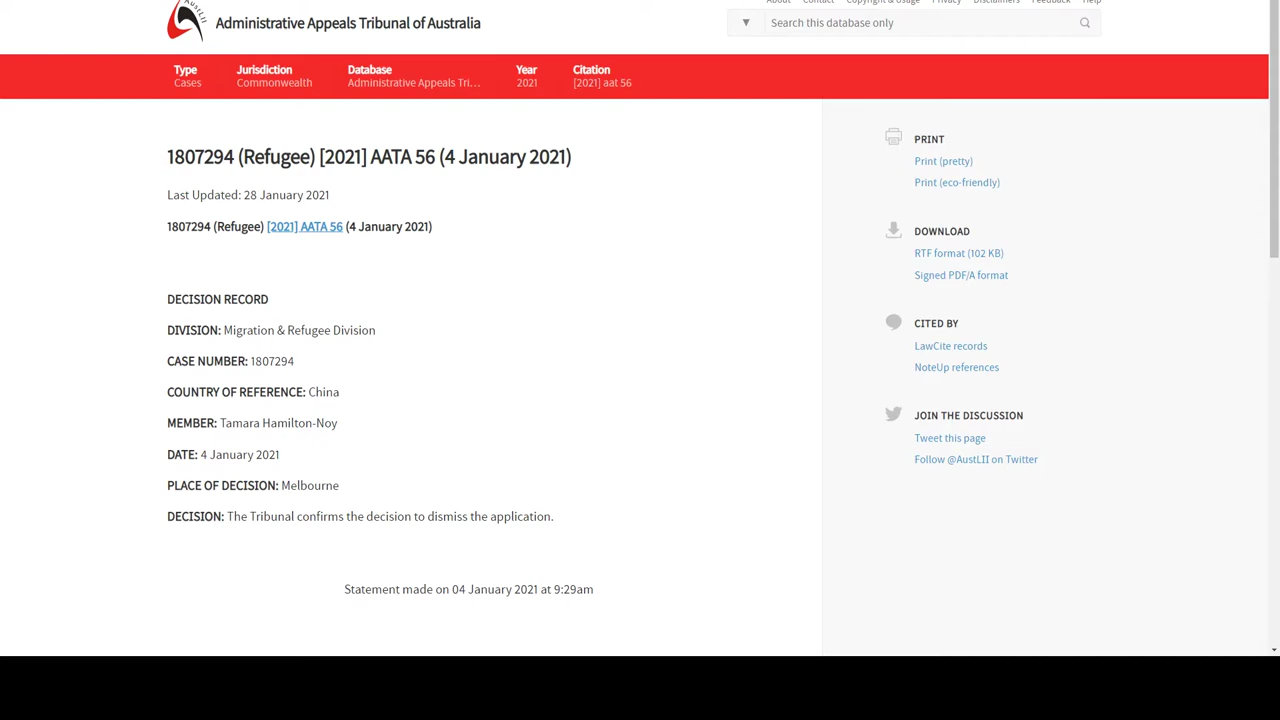 About Contact Copyright & Usage Privacy Disclaimers Feedback Help
AustLII
Administrative Appeals Tribunal of Australia
▼ Search this database only
Type Jurisdiction Database Year Citation
Cases Commonwealth Administrative Appeals Tri... 2021 [2021] aat 56
1807294 (Refugee) [2021] AATA 56 (4 January 2021)
Last Updated: 28 January 2021
1807294 (Refugee) [2021] AATA 56 (4 January 2021)
DECISION RECORD
DIVISION: Migration & Refugee Division
CASE NUMBER: 1807294
COUNTRY OF REFERENCE: China
MEMBER: Tamara Hamilton-Noy
DATE: 4 January 2021
PLACE OF DECISION: Melbourne
DECISION: The Tribunal confirms the decision to dismiss the application.
Statement made on 04 January 2021 at 9:29am
PRINT
Print (pretty)
Print (eco-friendly)
DOWNLOAD
RTF format (102 KB)
Signed PDF/A format
CITED BY
LawCite records
NoteUp references
JOIN THE DISCUSSION
Tweet this page
Follow @AustLII on Twitter